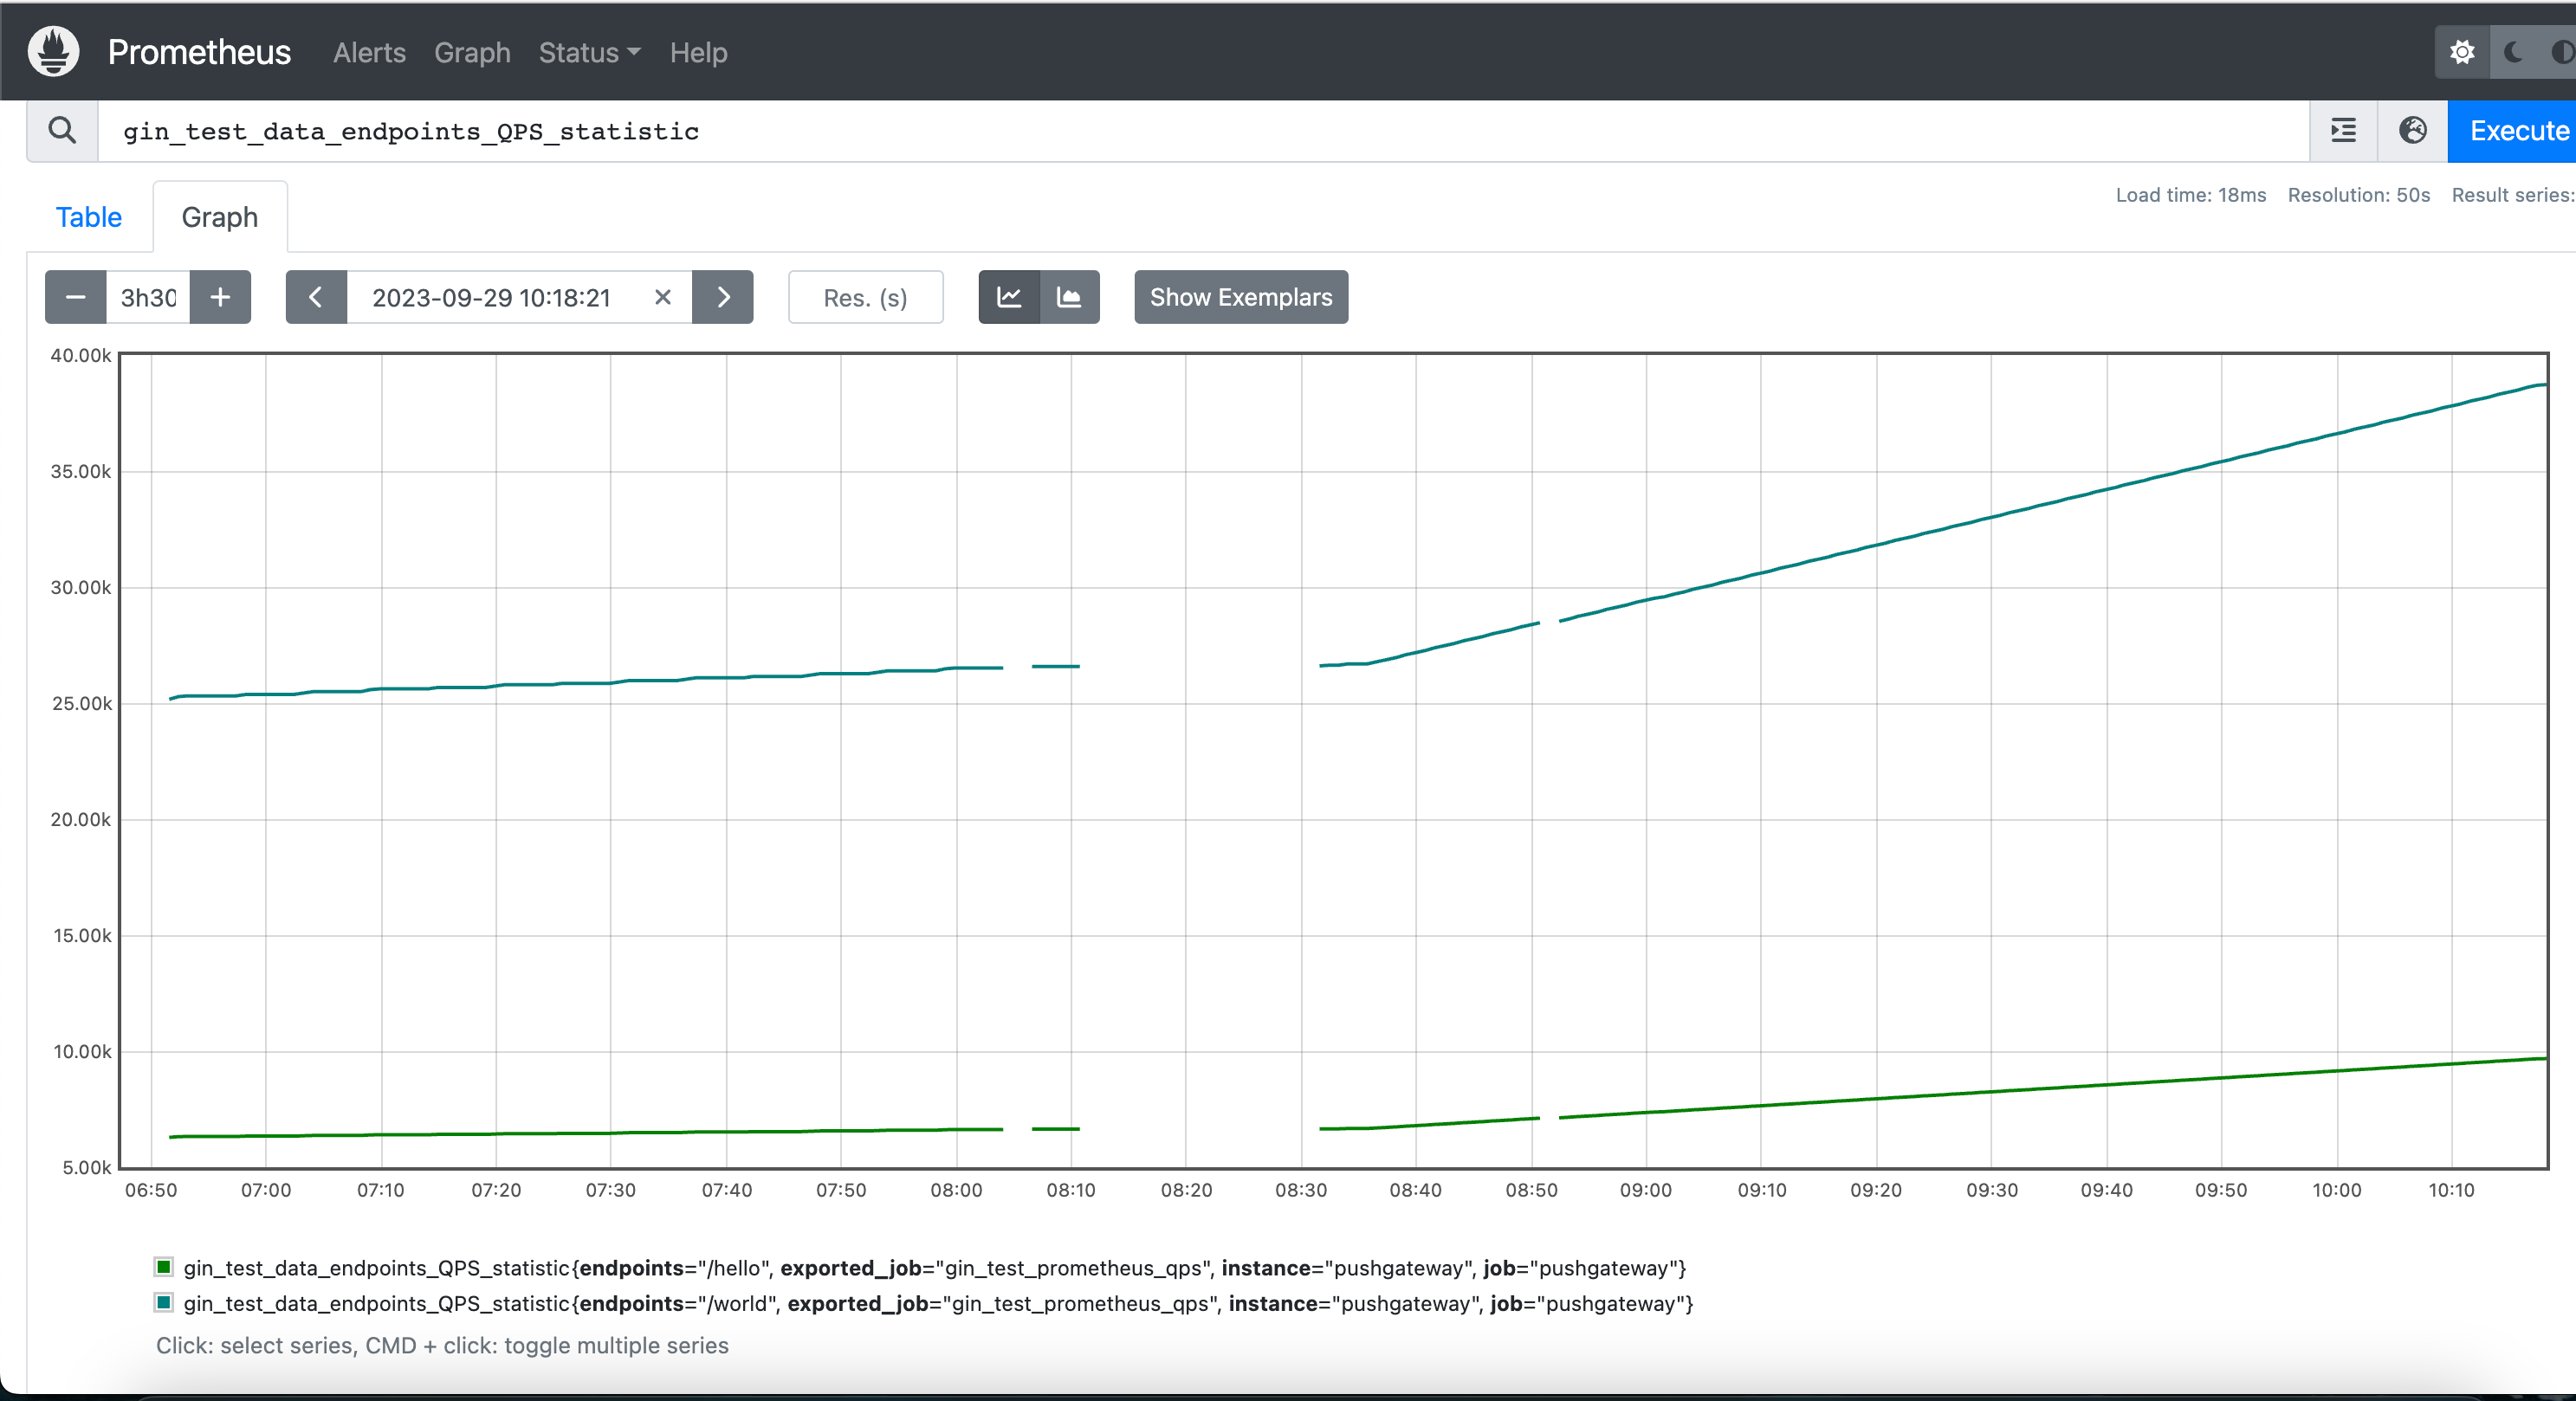 Prometheus Alerts Graph Status Help
gin_test_data_endpoints_QPS_statistic Execute
Load time: 18ms Resolution: 50s Result series:
Table Graph
3h30 2023-09-29 10:18:21 Res. (s) Show Exemplars
40.00k
35.00k
30.00k
25.00k
20.00k
15.00k
10.00k
5.00k
06:50 07:00 07:10 07:20 07:30 07:40 07:50 08:00 08:10 08:20 08:30 08:40 08:50 09:00 09:10 09:20 09:30 09:40 09:50 10:00 10:10
gin_test_data_endpoints_QPS_statistic{endpoints="/hello", exported_job="gin_test_prometheus_qps", instance="pushgateway", job="pushgateway"}
gin_test_data_endpoints_QPS_statistic{endpoints="/world", exported_job="gin_test_prometheus_qps", instance="pushgateway", job="pushgateway"}
Click: select series, CMD + click: toggle multiple series